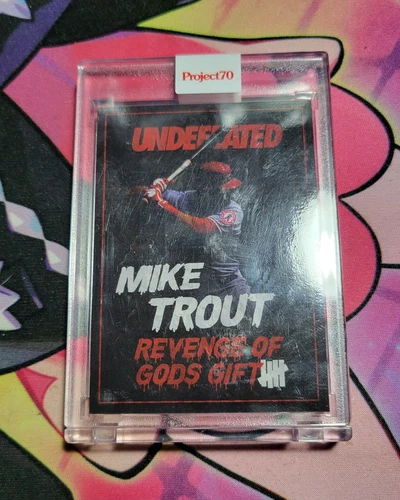 Project70
UNDEFEATED
MIKE
TROUT
REVENGE OF
GODS GIFT